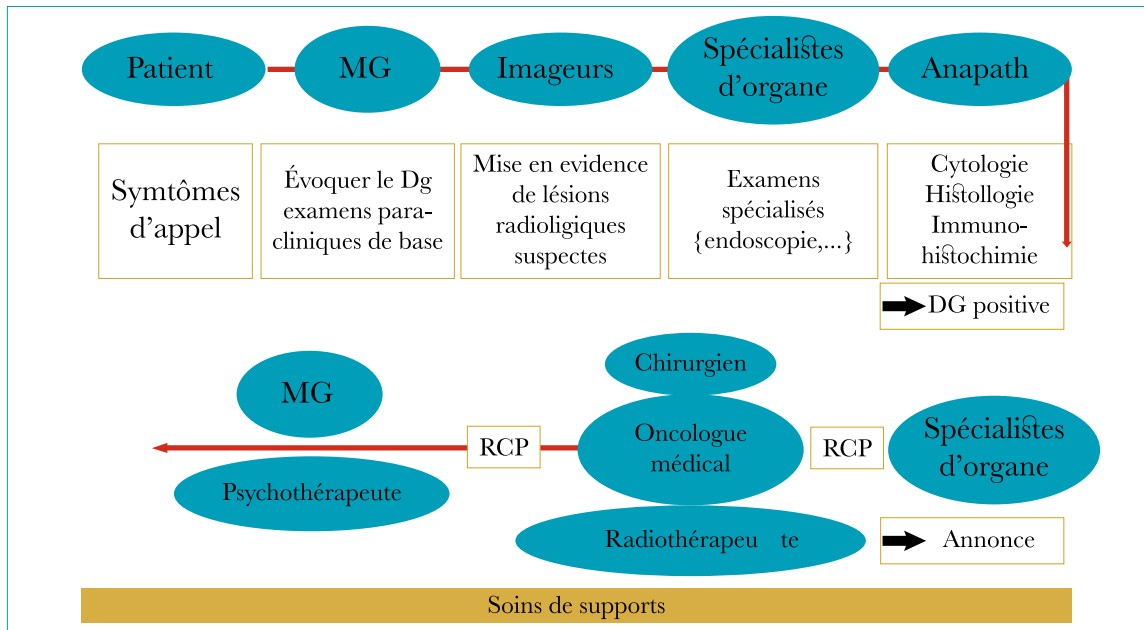 Patient
MG
Imageurs
Spécialistes
d'organe
Anapath
Symtômes
d'appel
Évoquer le Dg
examens para-
cliniques de base
Mise en evidence
de lésions
radioligiques
suspectes
Examens
spécialisés
{endoscopie,...}
Cytologie
Histollogie
Immuno-
histochimie
DG positive
Chirurgien
MG
RCP
Oncologue
médical
RCP
Spécialistes
d'organe
Psychothérapeute
Radiothérapeu te
Annonce
Soins de supports